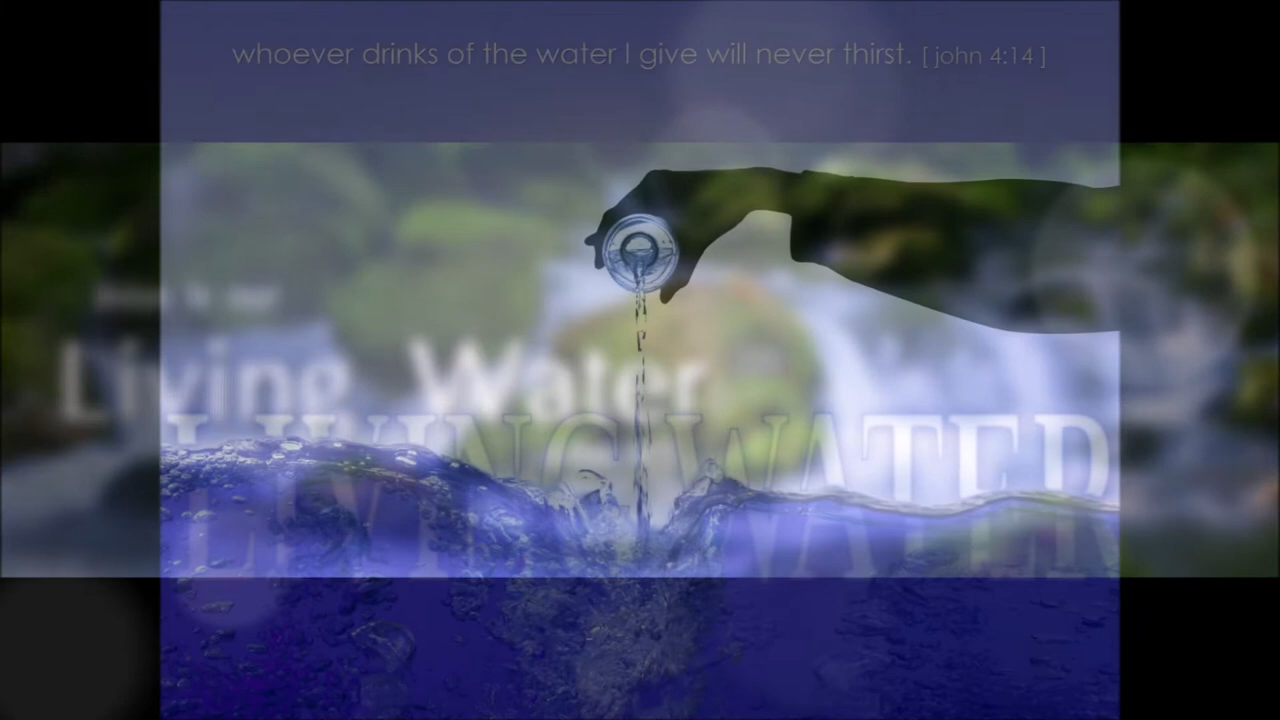 whoever drinks of the water I give will never thirst. [ john 4:14 ]
Living Water
LIVING WATER